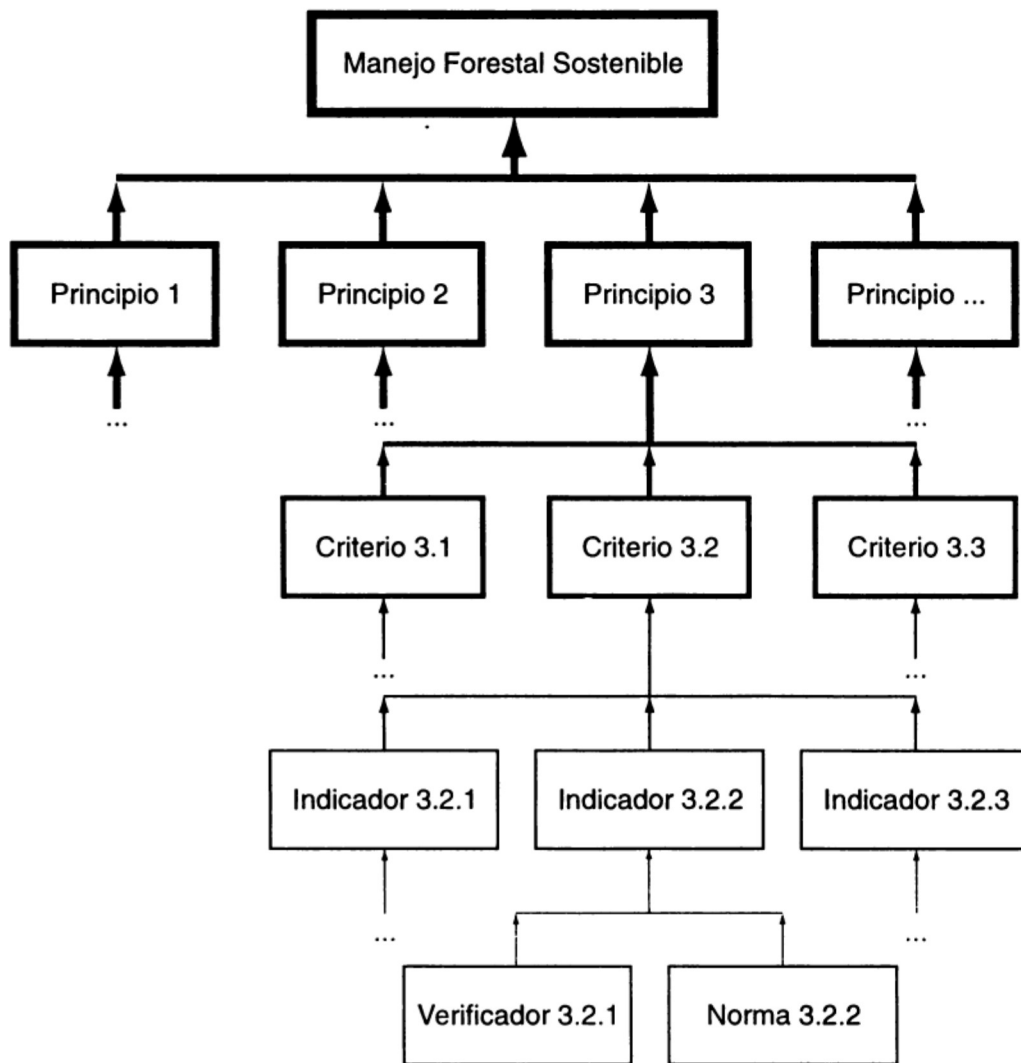 Manejo Forestal Sostenible
Principio 1
Principio 2
Principio 3
Principio ...
...
...
...
Criterio 3.1
Criterio 3.2
Criterio 3.3
...
...
Indicador 3.2.1
Indicador 3.2.2
Indicador 3.2.3
...
...
Verificador 3.2.1
Norma 3.2.2